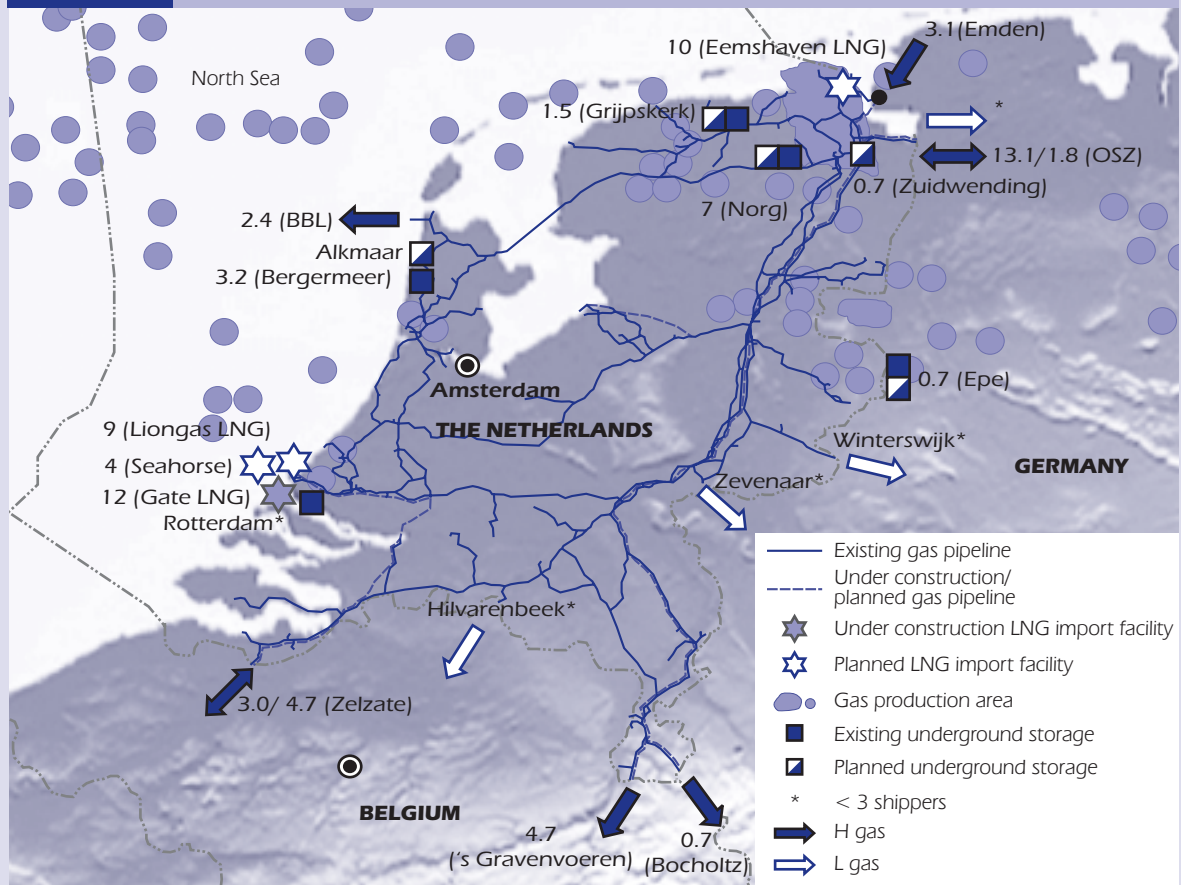 3.1(Emden)
10 (Eemshaven LNG)
North Sea
*
1.5 (Grijpskerk)
13.1/1.8 (OSZ)
0.7 (Zuidwending)
7 (Norg)
2.4 (BBL)
Alkmaar
3.2 (Bergermeer)
0.7 (Epe)
Amsterdam
THE NETHERLANDS
9 (Liongas LNG)
Winterswijk*
4 (Seahorse)
GERMANY
Zevenaar*
12 (Gate LNG)
Rotterdam*
Hilvarenbeek*
3.0/ 4.7 (Zelzate)
BELGIUM
4.7
('s Gravenvoeren)
0.7
(Bocholtz)
Existing gas pipeline
Under construction/
planned gas pipeline
Under construction LNG import facility
Planned LNG import facility
Gas production area
Existing underground storage
Planned underground storage
* < 3 shippers
H gas
L gas